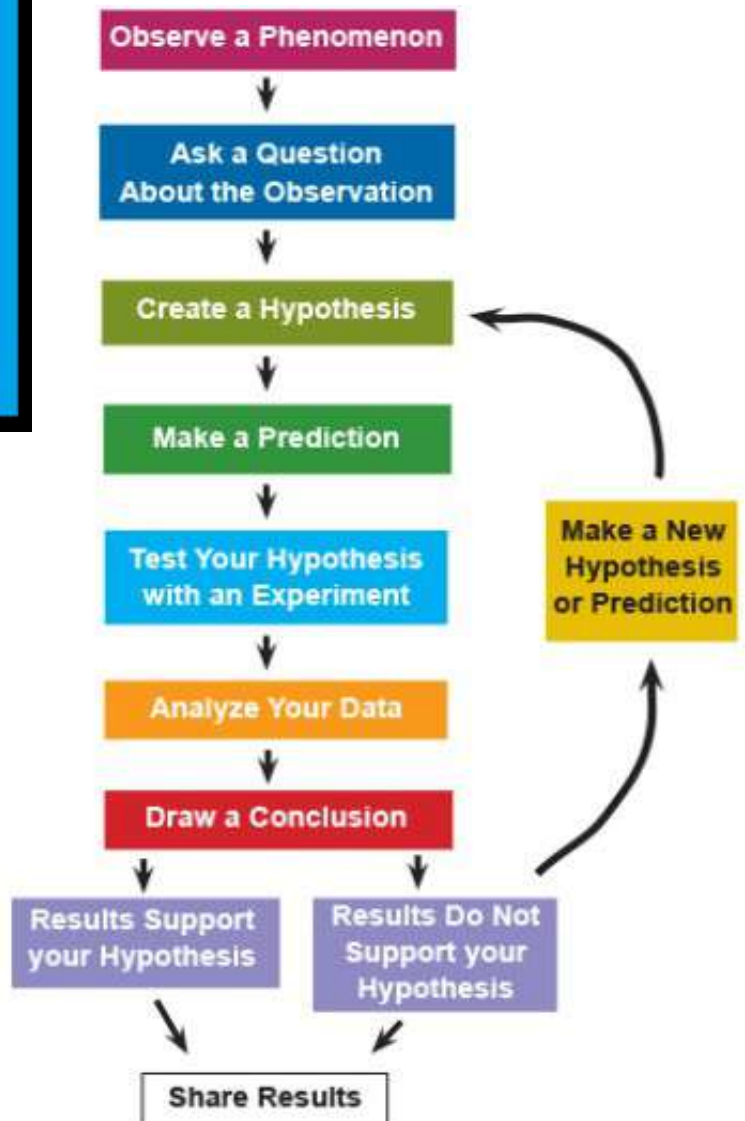 Observe a Phenomenon
Ask a Question
About the Observation
Create a Hypothesis
Make a Prediction
Test Your Hypothesis
with an Experiment
Make a New
Hypothesis
or Prediction
Analyze Your Data
Draw a Conclusion
Results Support
your Hypothesis
Results Do Not
Support your
Hypothesis
Share Results